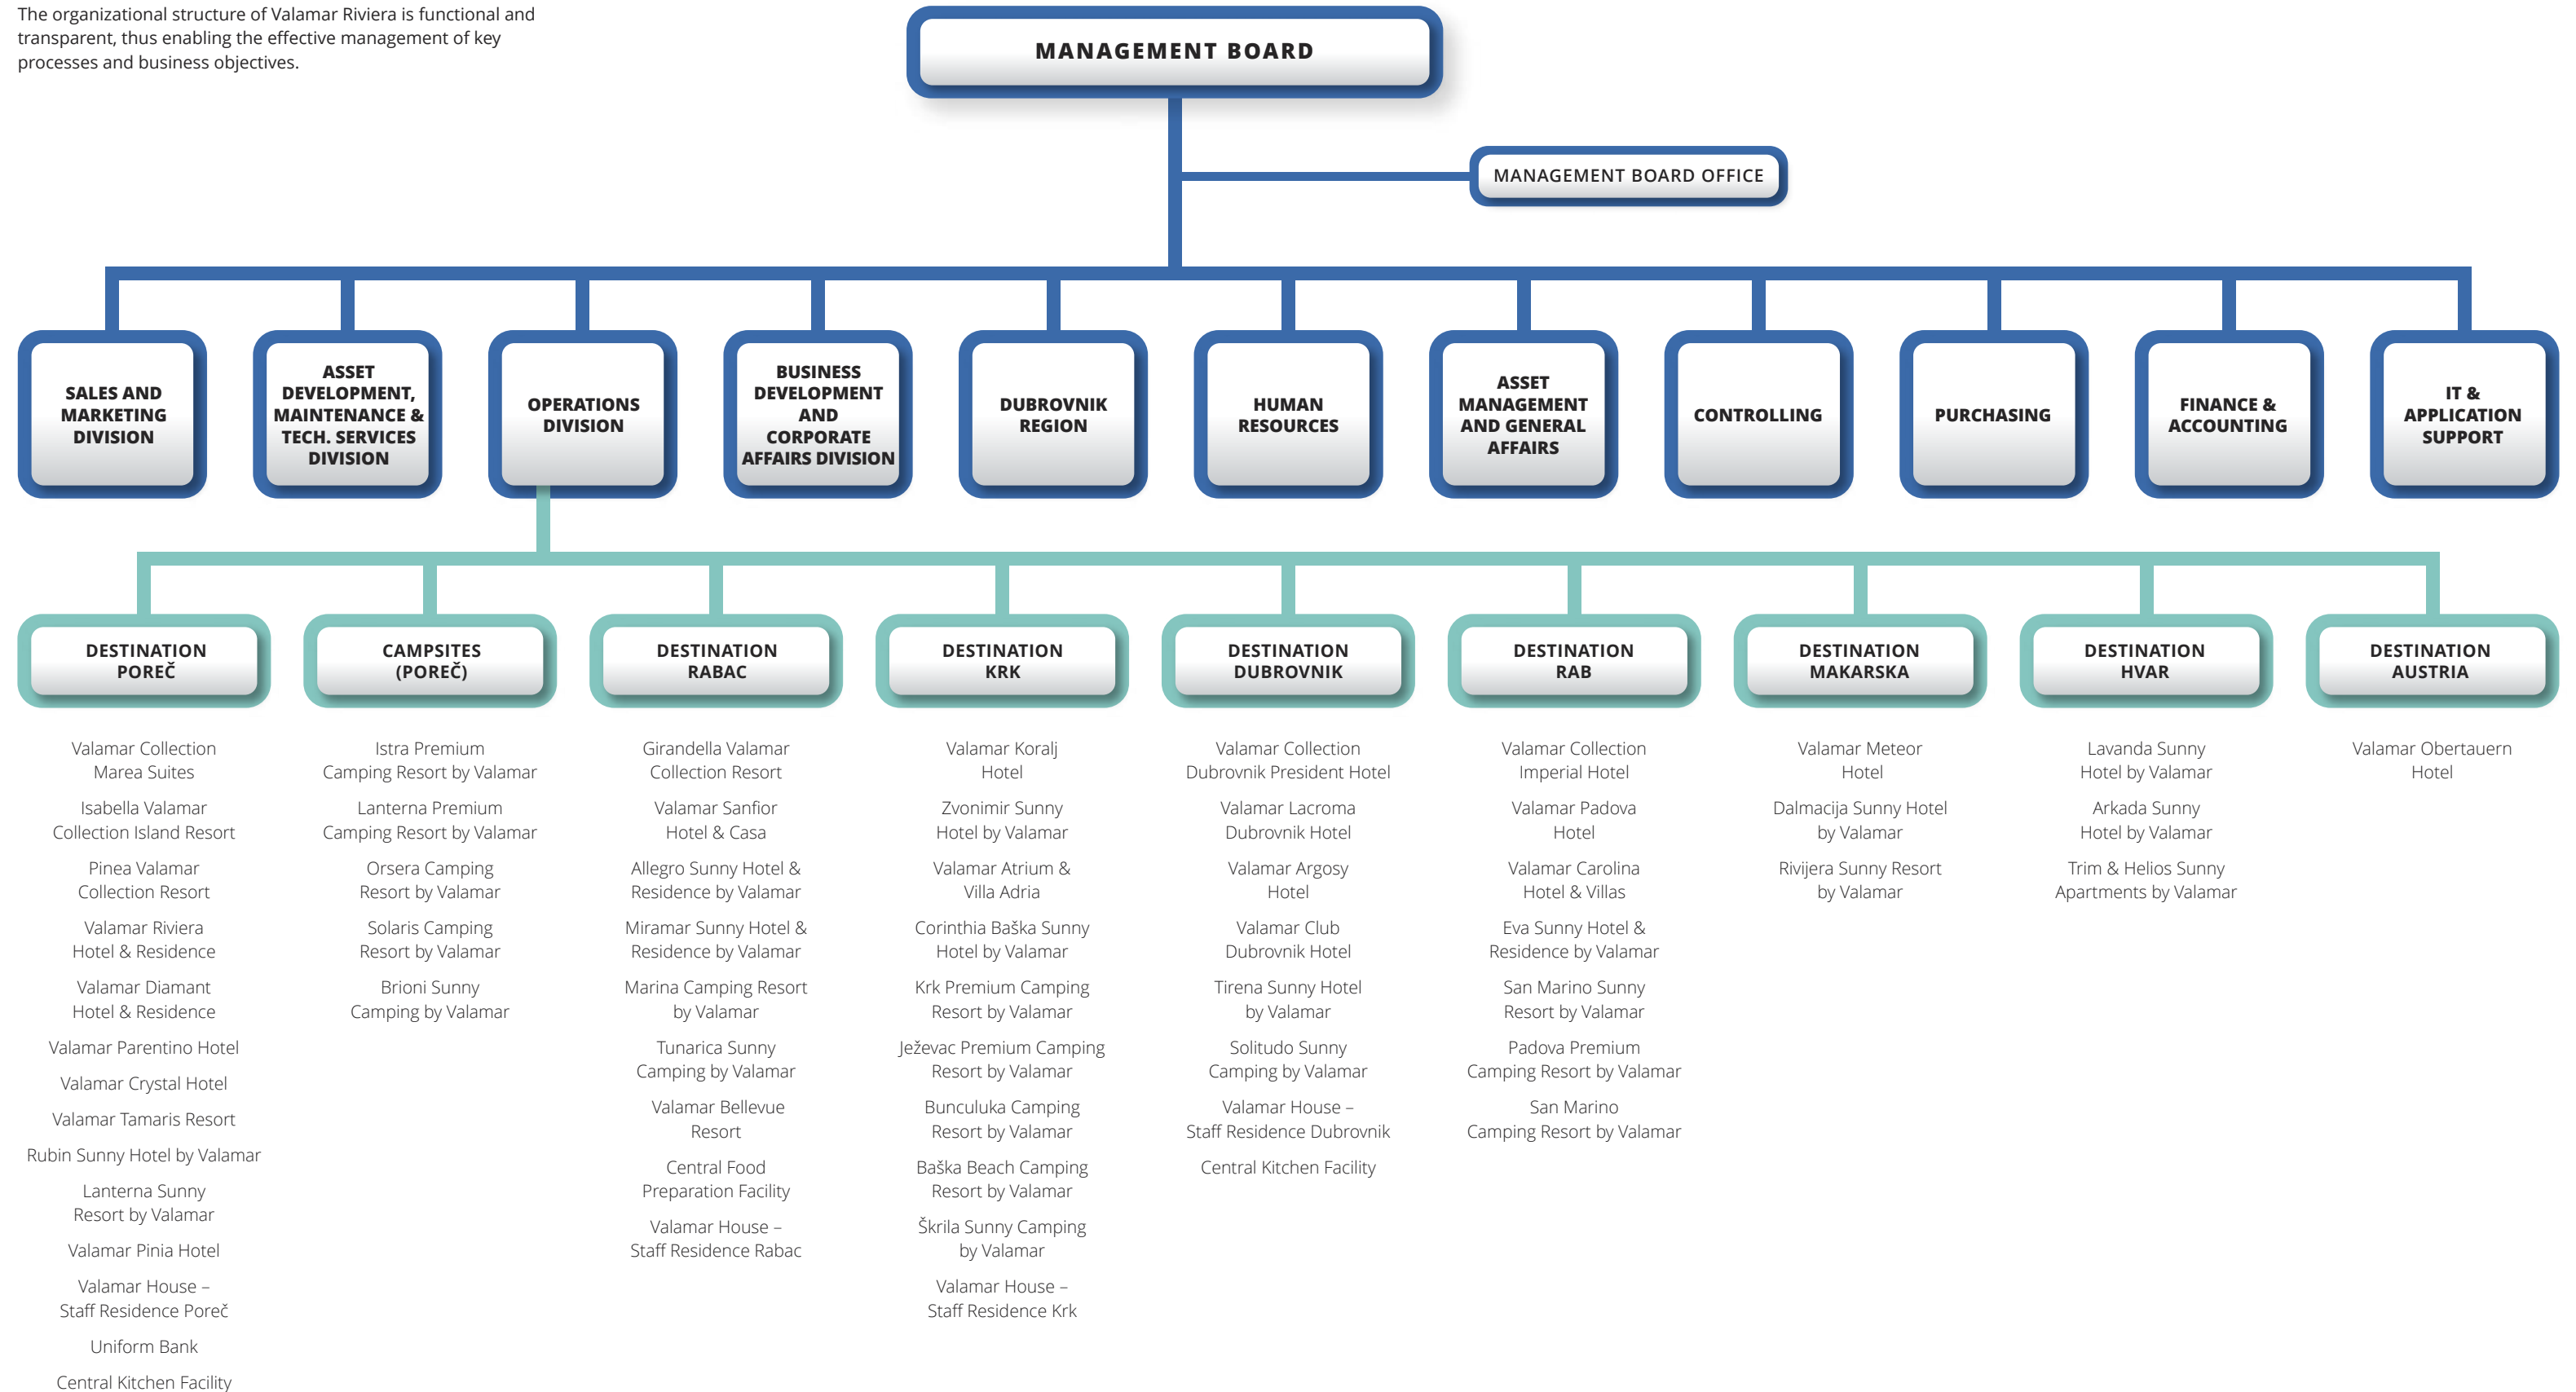 The organizational structure of Valamar Riviera is functional and
transparent, thus enabling the effective management of key
processes and business objectives.
MANAGEMENT BOARD
MANAGEMENT BOARD OFFICE
SALES AND
MARKETING
DIVISION
ASSET
DEVELOPMENT,
MAINTENANCE &
TECH. SERVICES
DIVISION
OPERATIONS
DIVISION
BUSINESS
DEVELOPMENT
AND
CORPORATE
AFFAIRS DIVISION
DUBROVNIK
REGION
HUMAN
RESOURCES
ASSET
MANAGEMENT
AND GENERAL
AFFAIRS
CONTROLLING
PURCHASING
FINANCE &
ACCOUNTING
IT &
APPLICATION
SUPPORT
DESTINATION
POREČ
Valamar Collection
Marea Suites
Isabella Valamar
Collection Island Resort
Pinea Valamar
Collection Resort
Valamar Riviera
Hotel & Residence
Valamar Diamant
Hotel & Residence
Valamar Parentino Hotel
Valamar Crystal Hotel
Valamar Tamaris Resort
Rubin Sunny Hotel by Valamar
Lanterna Sunny
Resort by Valamar
Valamar Pinia Hotel
Valamar House –
Staff Residence Poreč
Uniform Bank
Central Kitchen Facility
CAMPSITES
(POREČ)
Istra Premium
Camping Resort by Valamar
Lanterna Premium
Camping Resort by Valamar
Orsera Camping
Resort by Valamar
Solaris Camping
Resort by Valamar
Brioni Sunny
Camping by Valamar
DESTINATION
RABAC
Girandella Valamar
Collection Resort
Valamar Sanfior
Hotel & Casa
Allegro Sunny Hotel &
Residence by Valamar
Miramar Sunny Hotel &
Residence by Valamar
Marina Camping Resort
by Valamar
Tunarica Sunny
Camping by Valamar
Valamar Bellevue
Resort
Central Food
Preparation Facility
Valamar House –
Staff Residence Rabac
DESTINATION
KRK
Valamar Koralj
Hotel
Zvonimir Sunny
Hotel by Valamar
Valamar Atrium &
Villa Adria
Corinthia Baška Sunny
Hotel by Valamar
Krk Premium Camping
Resort by Valamar
Ježevac Premium Camping
Resort by Valamar
Bunculuka Camping
Resort by Valamar
Baška Beach Camping
Resort by Valamar
Škrila Sunny Camping
by Valamar
Valamar House –
Staff Residence Krk
DESTINATION
DUBROVNIK
Valamar Collection
Dubrovnik President Hotel
Valamar Lacroma
Dubrovnik Hotel
Valamar Argosy
Hotel
Valamar Club
Dubrovnik Hotel
Tirena Sunny Hotel
by Valamar
Solitudo Sunny
Camping by Valamar
Valamar House –
Staff Residence Dubrovnik
Central Kitchen Facility
DESTINATION
RAB
Valamar Collection
Imperial Hotel
Valamar Padova
Hotel
Valamar Carolina
Hotel & Villas
Eva Sunny Hotel &
Residence by Valamar
San Marino Sunny
Resort by Valamar
Padova Premium
Camping Resort by Valamar
San Marino
Camping Resort by Valamar
DESTINATION
MAKARSKA
Valamar Meteor
Hotel
Dalmacija Sunny Hotel
by Valamar
Rivijera Sunny Resort
by Valamar
DESTINATION
HVAR
Lavanda Sunny
Hotel by Valamar
Arkada Sunny
Hotel by Valamar
Trim & Helios Sunny
Apartments by Valamar
DESTINATION
AUSTRIA
Valamar Obertauern
Hotel